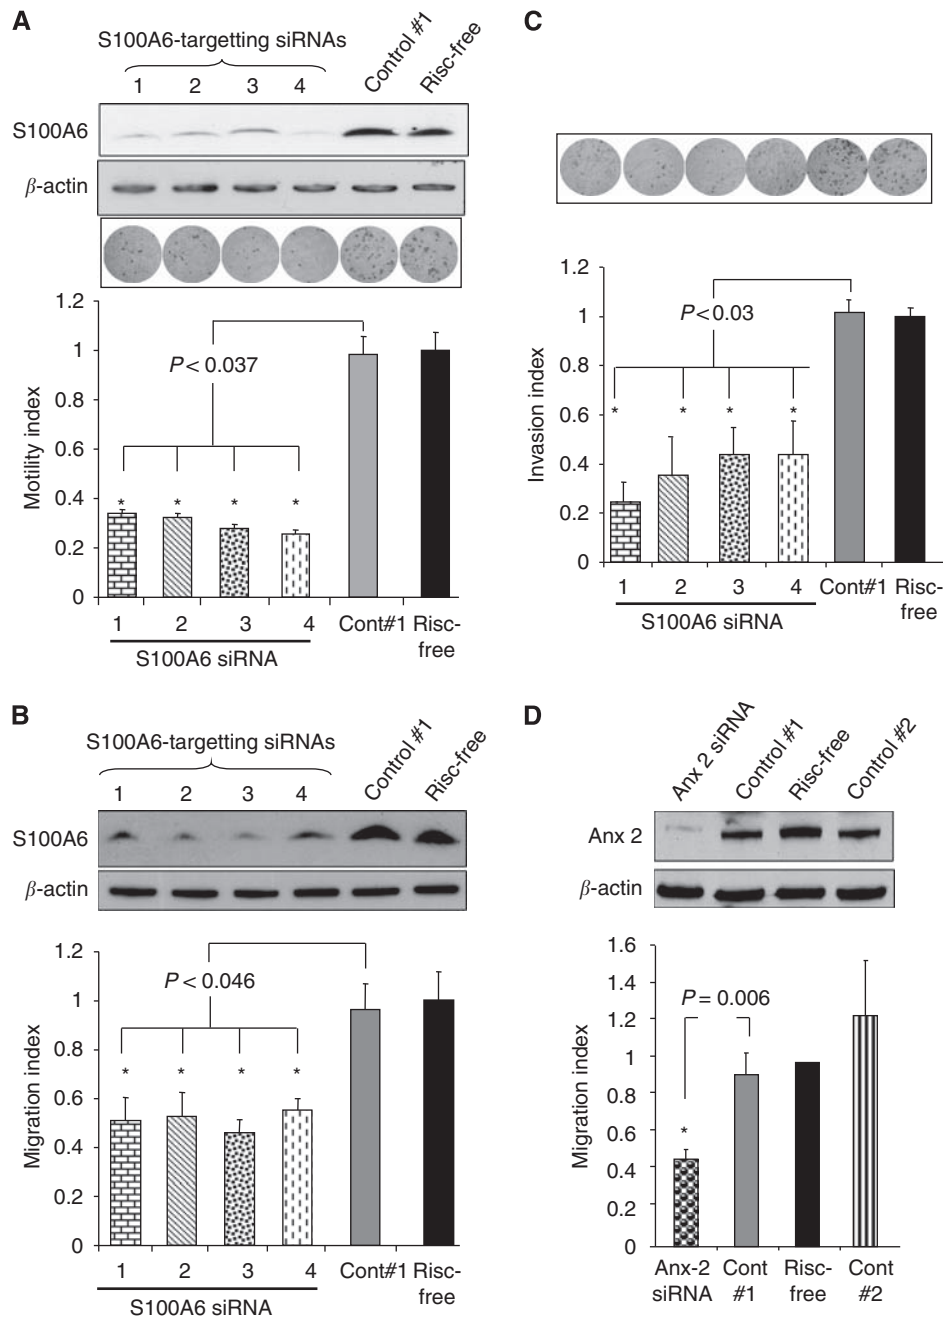 A
S100A6-targetting siRNAs
Control #1
Risc-free
1 2 3 4
S100A6
β-actin
1.2
1
0.8
0.6
0.4
0.2
0
Motility index
P < 0.037
* * * *
1 2 3 4 Cont#1 Risc-
free
S100A6 siRNA
B
S100A6-targetting siRNAs
Control #1
Risc-free
1 2 3 4
S100A6
β-actin
1.2
1
0.8
0.6
0.4
0.2
0
Migration index
P < 0.046
* * * *
1 2 3 4 Cont#1 Risc-
free
S100A6 siRNA
C
1.2
1
0.8
0.6
0.4
0.2
0
Invasion index
P < 0.03
* * * *
1 2 3 4 Cont#1 Risc-
free
S100A6 siRNA
D
Anx 2 siRNA
Control #1
Risc-free
Control #2
Anx 2
β-actin
1.6
1.4
1.2
1
0.8
0.6
0.4
0.2
0
Migration index
P = 0.006
*
Anx-2 Cont Risc- Cont
siRNA #1 free #2